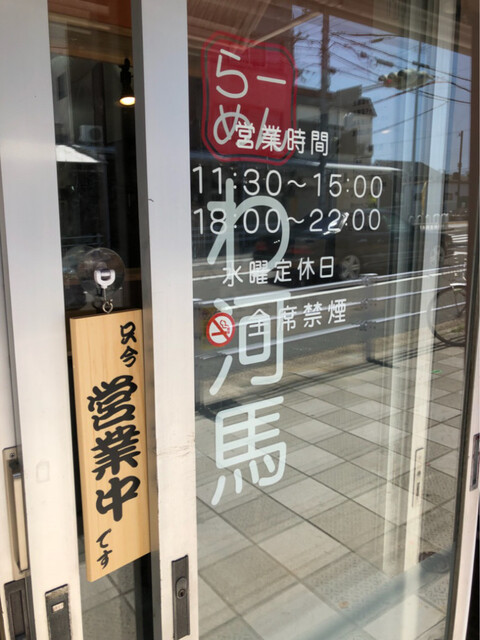 らー
めん
わ河馬
営業時間
11:30～15:00
18:00～22:00
水曜定休日
全席禁煙
只今
営業中
です